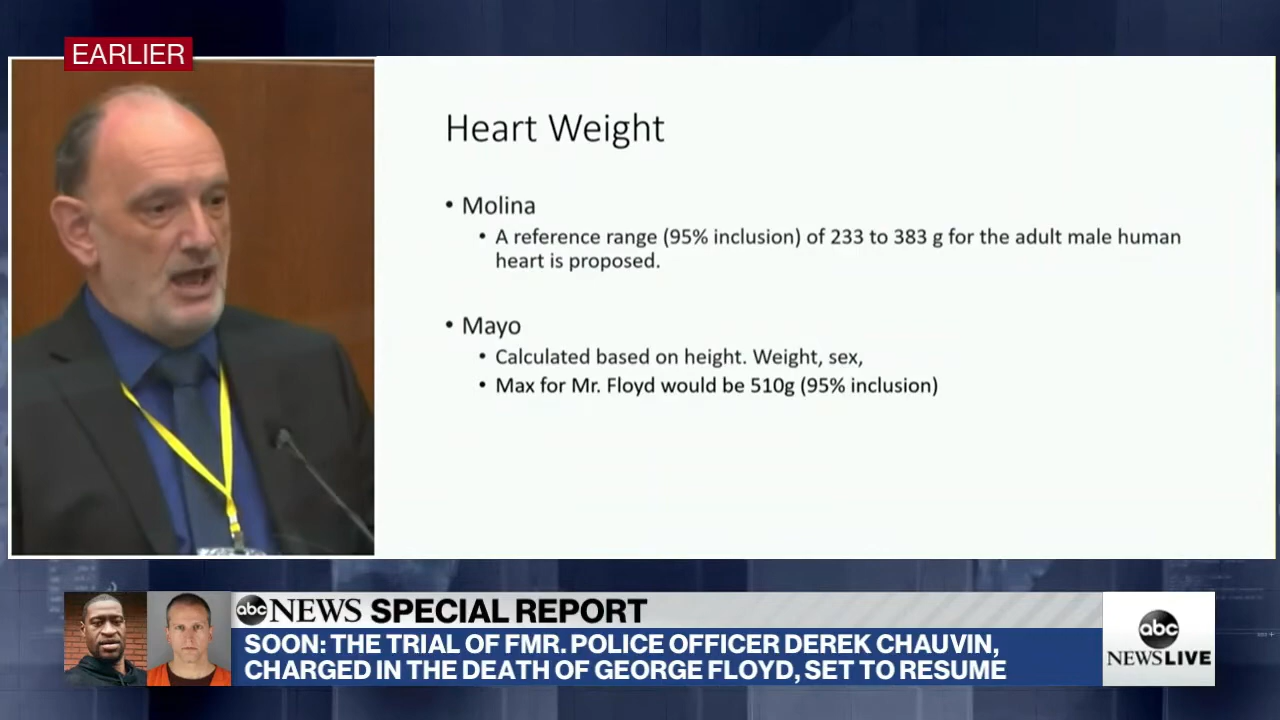 EARLIER
Heart Weight
• Molina
• A reference range (95% inclusion) of 233 to 383 g for the adult male human
heart is proposed.
• Mayo
• Calculated based on height. Weight, sex,
• Max for Mr. Floyd would be 510g (95% inclusion)
abc NEWS SPECIAL REPORT
SOON: THE TRIAL OF FMR. POLICE OFFICER DEREK CHAUVIN,
CHARGED IN THE DEATH OF GEORGE FLOYD, SET TO RESUME
abc
NEWSLIVE